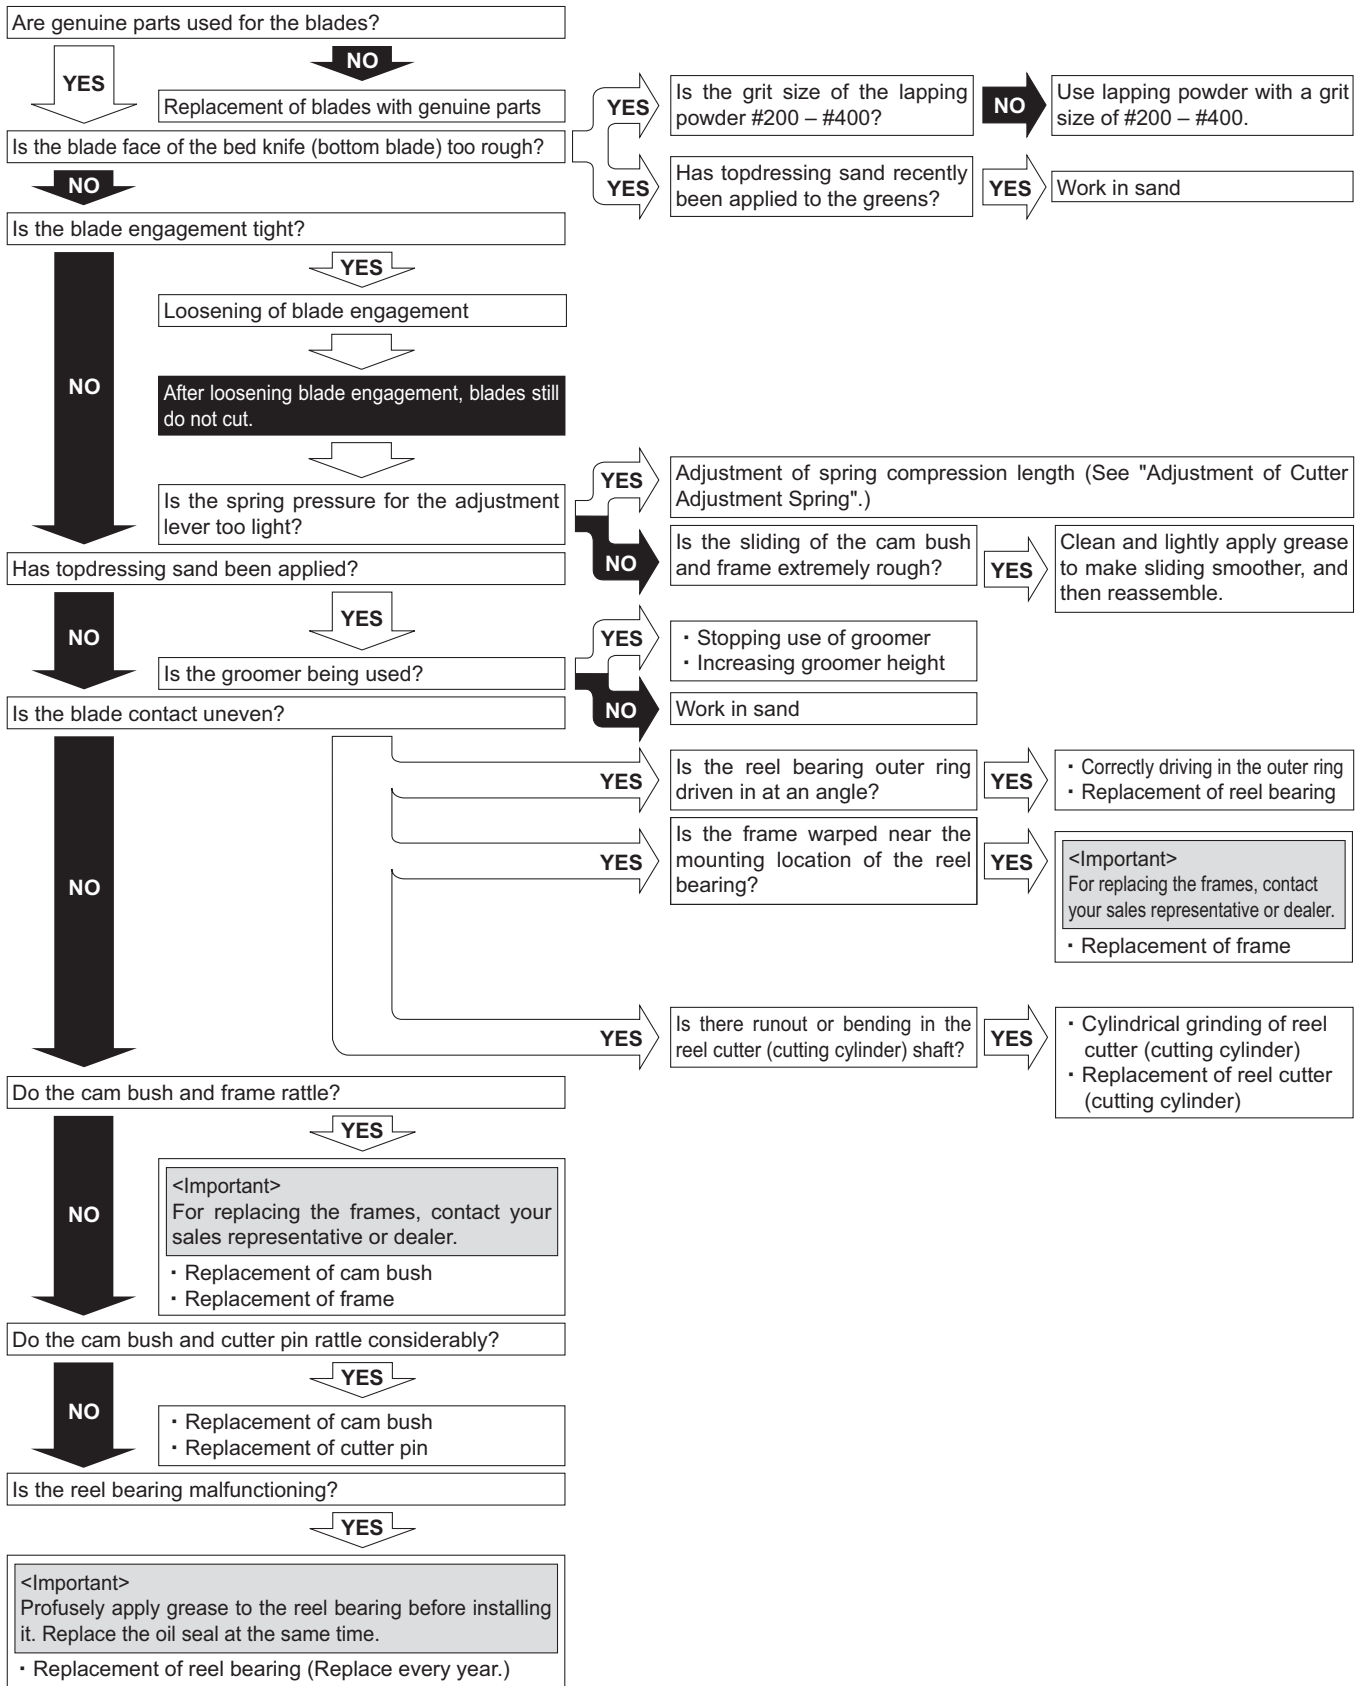 Are genuine parts used for the blades?
YES
NO
Replacement of blades with genuine parts
Is the blade face of the bed knife (bottom blade) too rough?
YES
Is the grit size of the lapping
powder #200 – #400?
NO
Use lapping powder with a grit
size of #200 – #400.
YES
Has topdressing sand recently
been applied to the greens?
YES
Work in sand
NO
Is the blade engagement tight?
YES
Loosening of blade engagement
NO
After loosening blade engagement, blades still
do not cut.
Is the spring pressure for the adjustment
lever too light?
YES
Adjustment of spring compression length (See "Adjustment of Cutter
Adjustment Spring".)
NO
Is the sliding of the cam bush
and frame extremely rough?
YES
Clean and lightly apply grease
to make sliding smoother, and
then reassemble.
Has topdressing sand been applied?
NO
YES
Is the groomer being used?
YES
・Stopping use of groomer
・Increasing groomer height
NO
Work in sand
Is the blade contact uneven?
YES
Is the reel bearing outer ring
driven in at an angle?
YES
・Correctly driving in the outer ring
・Replacement of reel bearing
YES
Is the frame warped near the
mounting location of the reel
bearing?
YES
<Important>
For replacing the frames, contact
your sales representative or dealer.
・Replacement of frame
NO
YES
Is there runout or bending in the
reel cutter (cutting cylinder) shaft?
YES
・Cylindrical grinding of reel
cutter (cutting cylinder)
・Replacement of reel cutter
(cutting cylinder)
Do the cam bush and frame rattle?
YES
NO
<Important>
For replacing the frames, contact your
sales representative or dealer.
・Replacement of cam bush
・Replacement of frame
Do the cam bush and cutter pin rattle considerably?
YES
NO
・Replacement of cam bush
・Replacement of cutter pin
Is the reel bearing malfunctioning?
YES
<Important>
Profusely apply grease to the reel bearing before installing
it. Replace the oil seal at the same time.
・Replacement of reel bearing (Replace every year.)